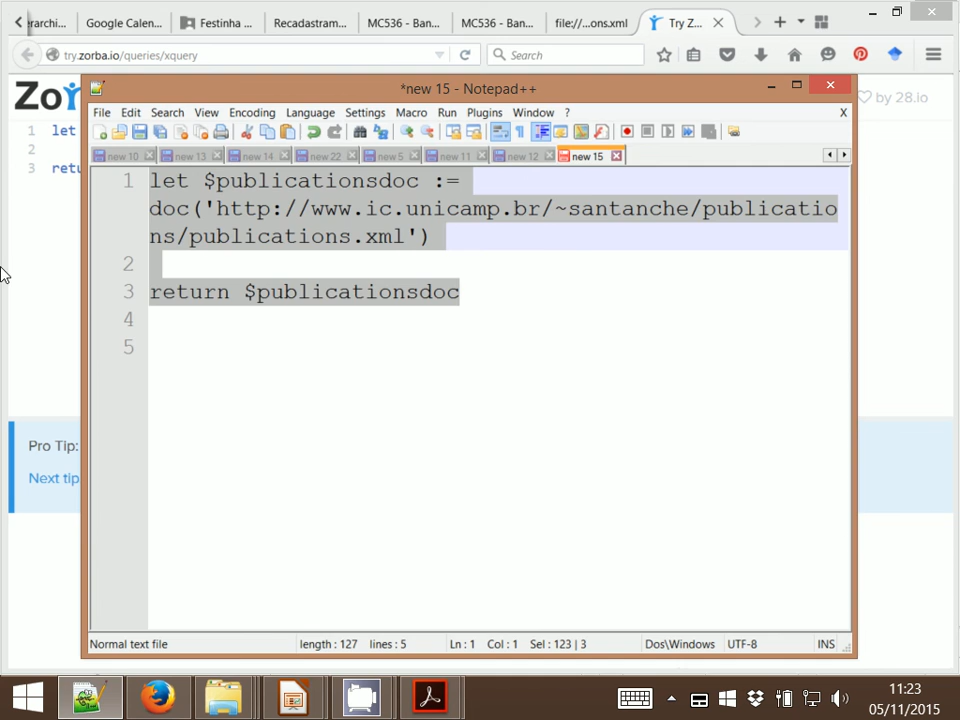 erarchi...
Google Calen...
Festinha ...
Recadastram...
MC536 - Ban...
MC536 - Ban...
file://...ons.xml
Try Z...
try.zorba.io/queries/xquery
Search
Zo
by 28.io
1 let
2
3 retu
Pro Tip:
Next tip
*new 15 - Notepad++
File Edit Search View Encoding Language Settings Macro Run Plugins Window ? X
new 10 new 13 new 14 new 22 new 5 new 11 new 12 new 15
1 let $publicationsdoc :=
doc('http://www.ic.unicamp.br/~santanche/publicatio
ns/publications.xml')
2
3 return $publicationsdoc
4
5
Normal text file length : 127 lines : 5 Ln : 1 Col : 1 Sel : 123 | 3 Dos\Windows UTF-8 INS
11:23
05/11/2015